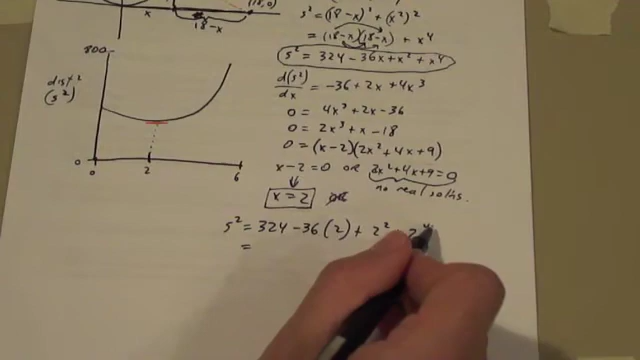 x
(18,0)
18-x
s² = (18-x)² + (x²)²
= (18-x)(18-x) + x⁴
s² = 324 - 36x + x² + x⁴
d(s²)/dx = -36 + 2x + 4x³
0 = 4x³ + 2x - 36
0 = 2x³ + x - 18
0 = (x-2)(2x² + 4x + 9)
x-2 = 0 OR 2x² + 4x + 9 = 0
no real solns.
x = 2
s² = 324 - 36(2) + 2² 2⁴
=
800
dist²
(s²)
0
0
2
6